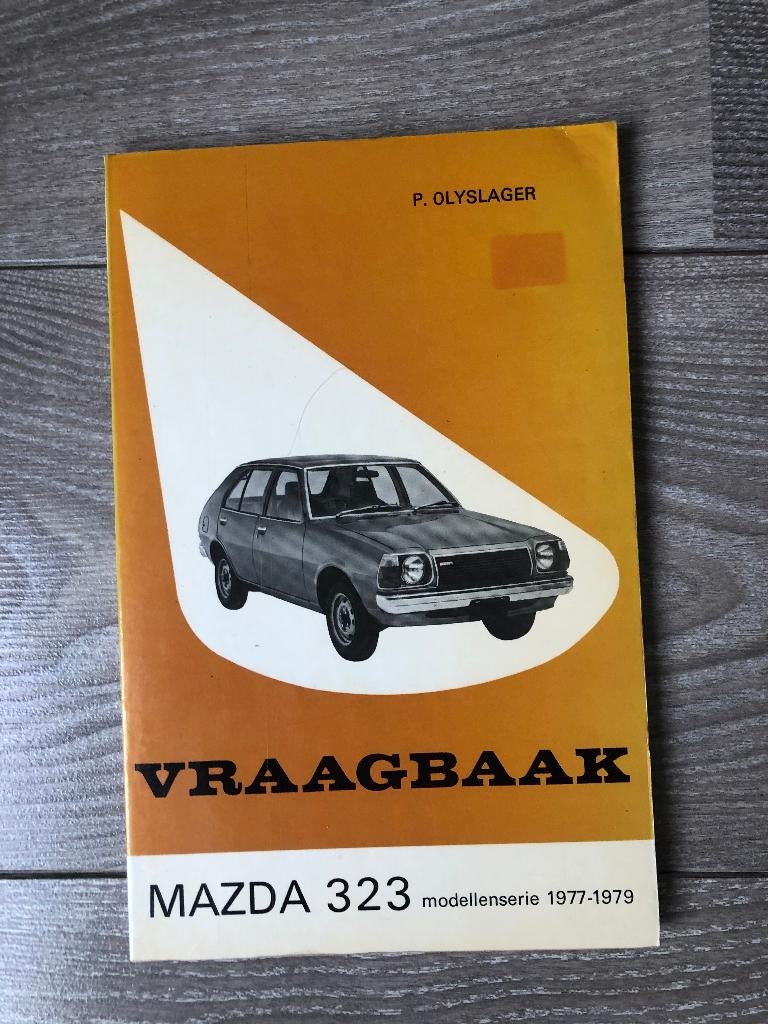 P. OLYSLAGER
VRAAGBAAK
MAZDA 323 modellenserie 1977-1979